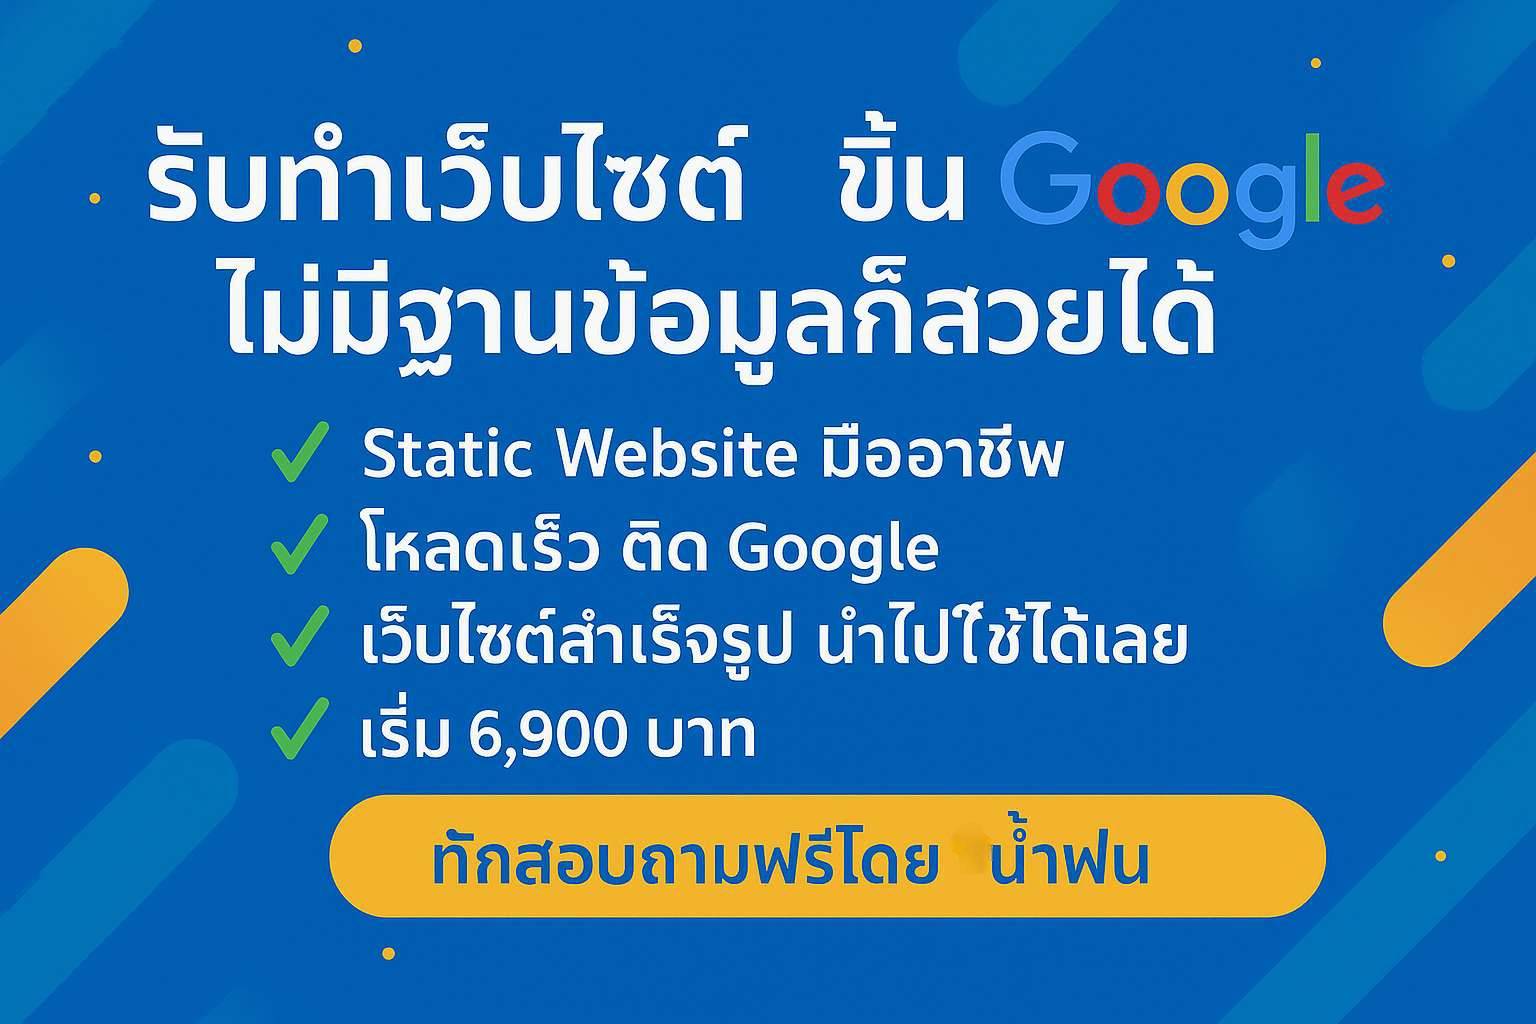 รับทำเว็บไซต์ ขึ้น Google
ไม่มีฐานข้อมูลก็สวยได้
Static Website มืออาชีพ
โหลดเร็ว ติด Google
เว็บไซต์สำเร็จรูป นำไปใช้ได้เลย
เริ่ม 6,900 บาท
ทักสอบถามฟรีโดย น้ำฟน